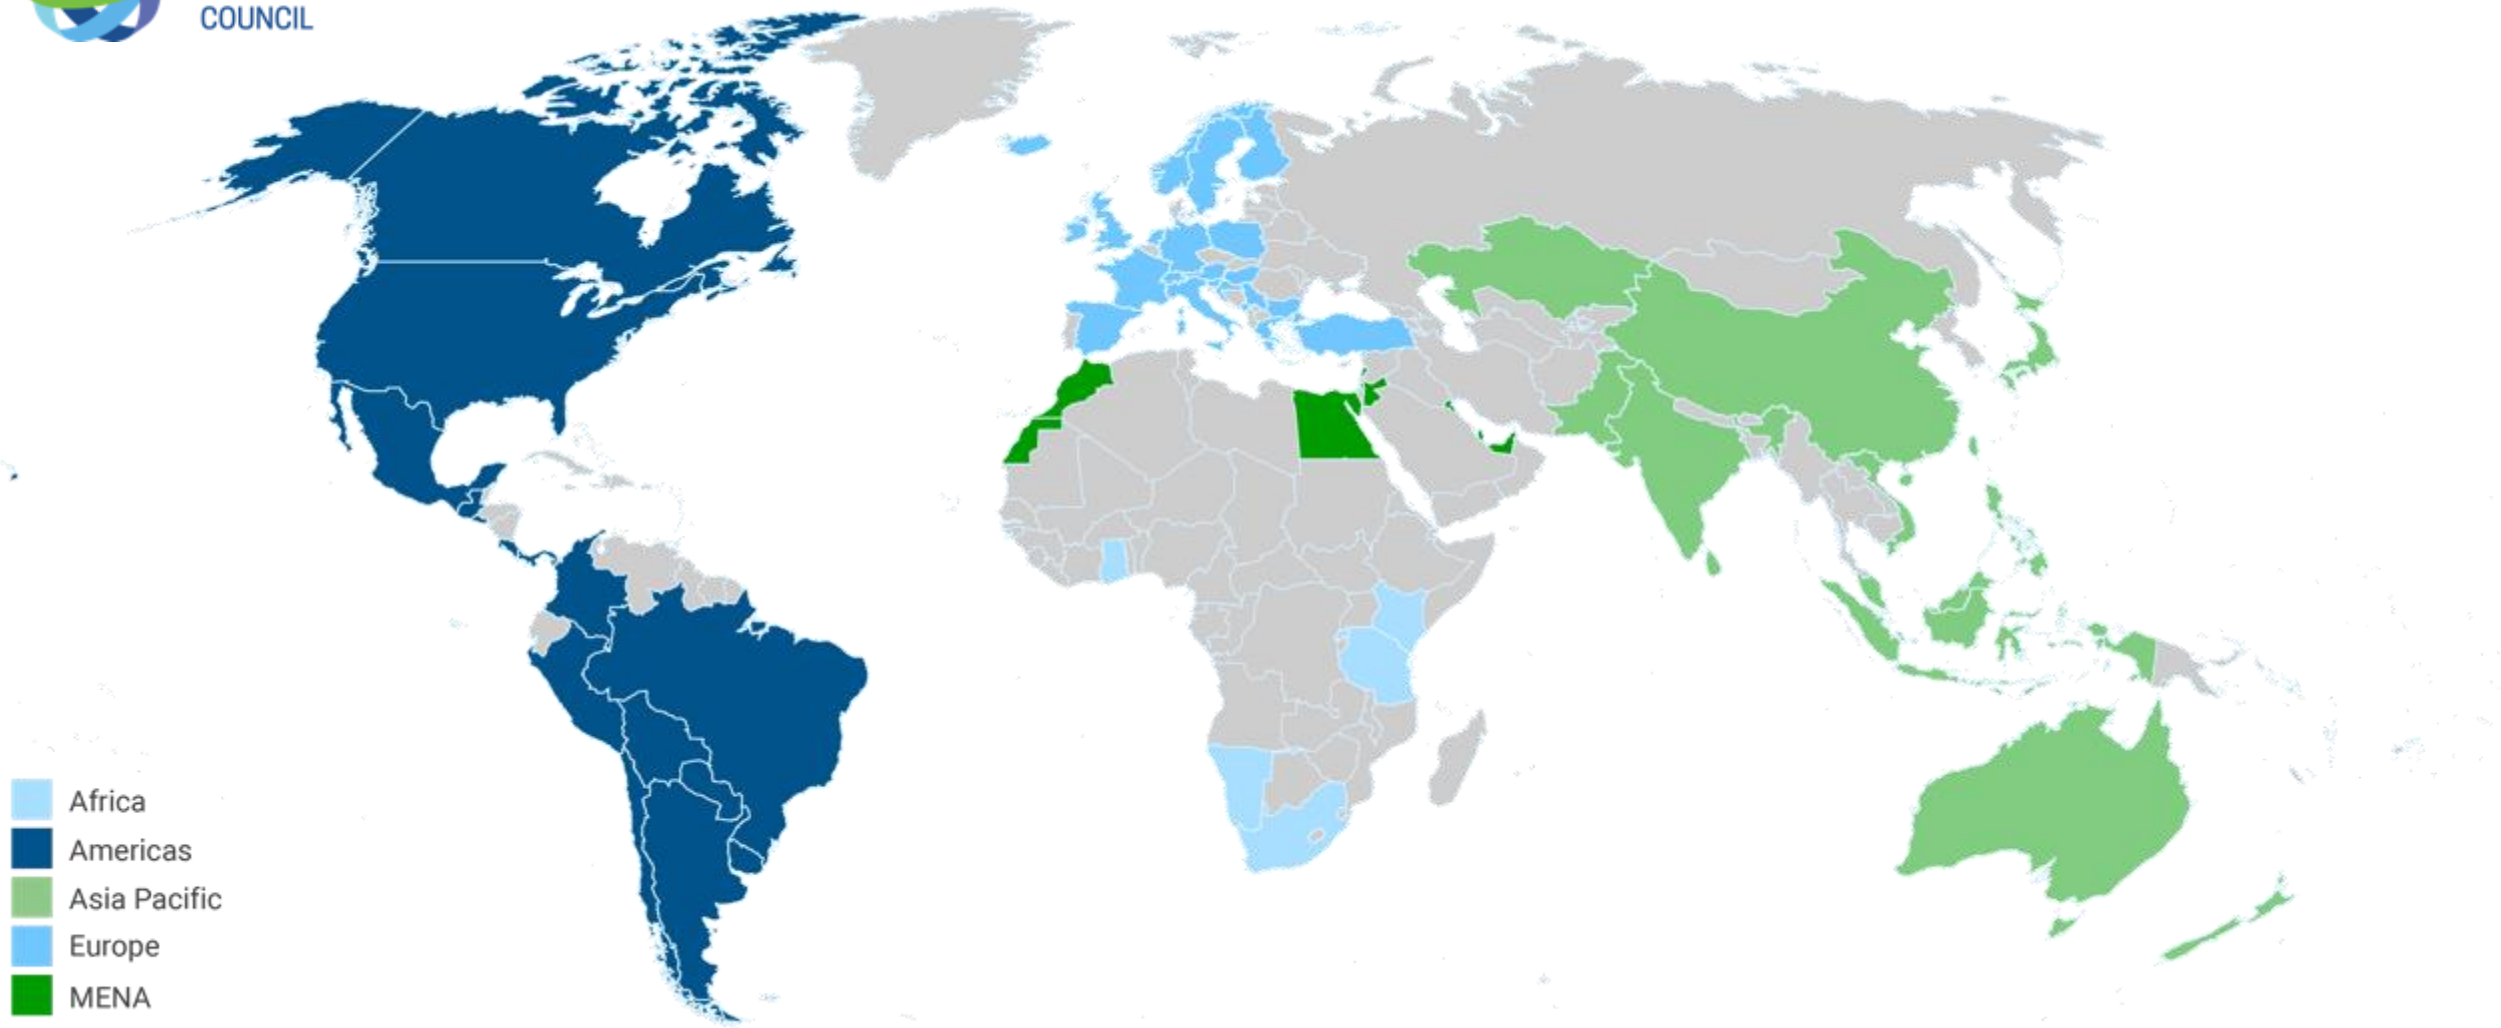 COUNCIL
Africa
Americas
Asia Pacific
Europe
MENA